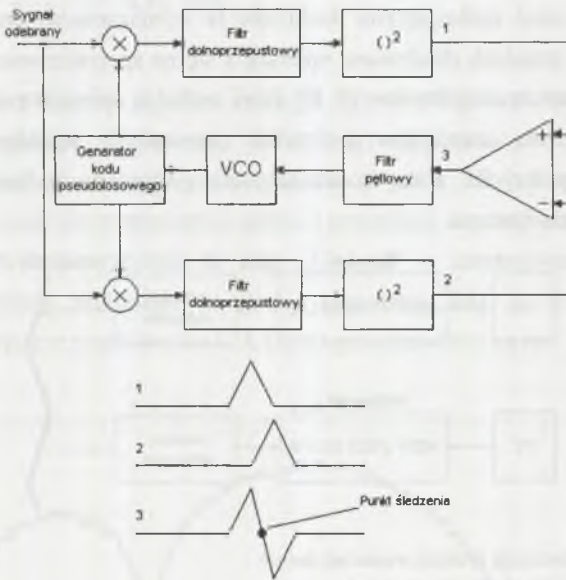 Sygnał
odebrany
Filtr
dolnoprzepustowy
( )²
1
Generator
kodu
pseudolosowego
VCO
Filtr
pętlowy
3
+
−
Filtr
dolnoprzepustowy
( )²
2
1
2
3
Punkt śledzenia